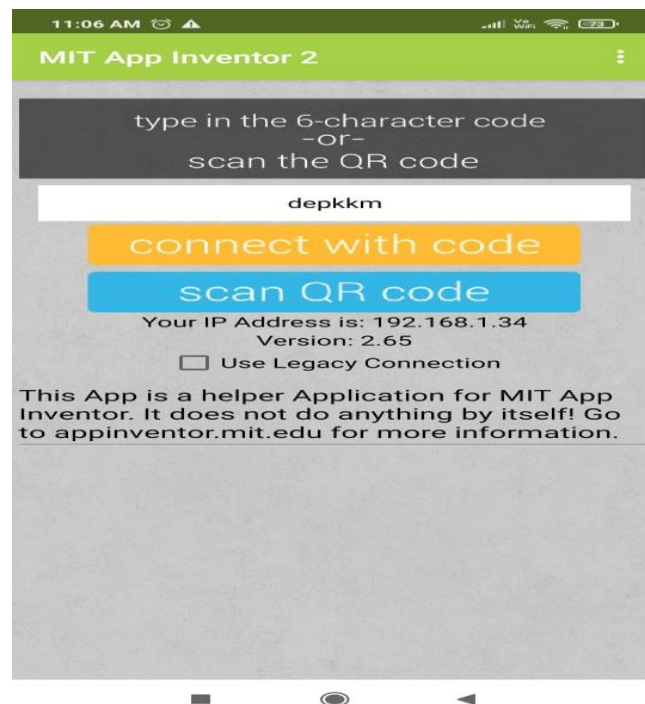 11:06 AM
Vo WiFi 73
MIT App Inventor 2
type in the 6-character code
-or-
scan the QR code
depkkm
connect with code
scan QR code
Your IP Address is: 192.168.1.34
Version: 2.65
Use Legacy Connection
This App is a helper Application for MIT App
Inventor. It does not do anything by itself! Go
to appinventor.mit.edu for more information.